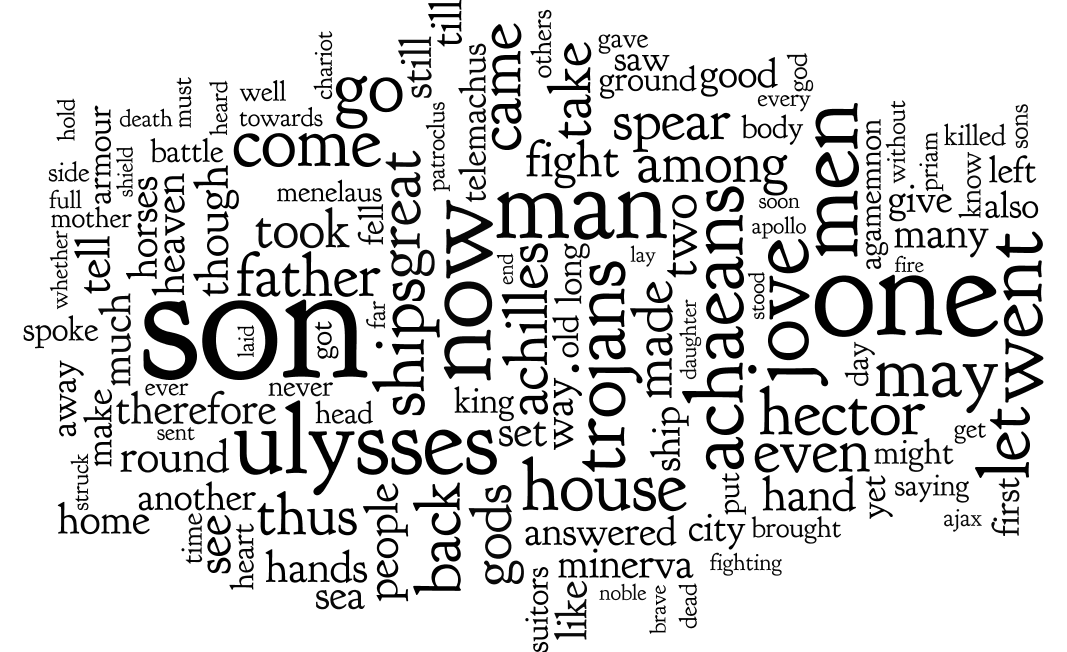 till
others
gave
saw
ground
good
god
every
chariot
still
came
take
telemachus
go
well
towards
heard
must
death
hold
armour
shield
battle
come
patroclus
spear
body
fight
among
men
agamemnon
without
priam
killed
sons
know
left
also
give
many
side
full
mother
whether
tell
horses
heaven
though
menelaus
took
fell
great
father
now
man
two
soon
apollo
achaeans
jove
stood
fire
one
went
let
spoke
much
son
laid
got
far
ships
end
achilles
long
old
trojans
lay
made
daughter
day
may
away
make
ever
never
therefore
head
king
set
way
ship
hector
even
might
get
sent
round
ulysses
struck
home
another
time
see
heart
thus
hands
sea
people
back
gods
house
answered
put
city
hand
brought
yet
saying
ajax
first
minerva
fighting
suitors
like
noble
brave
dead